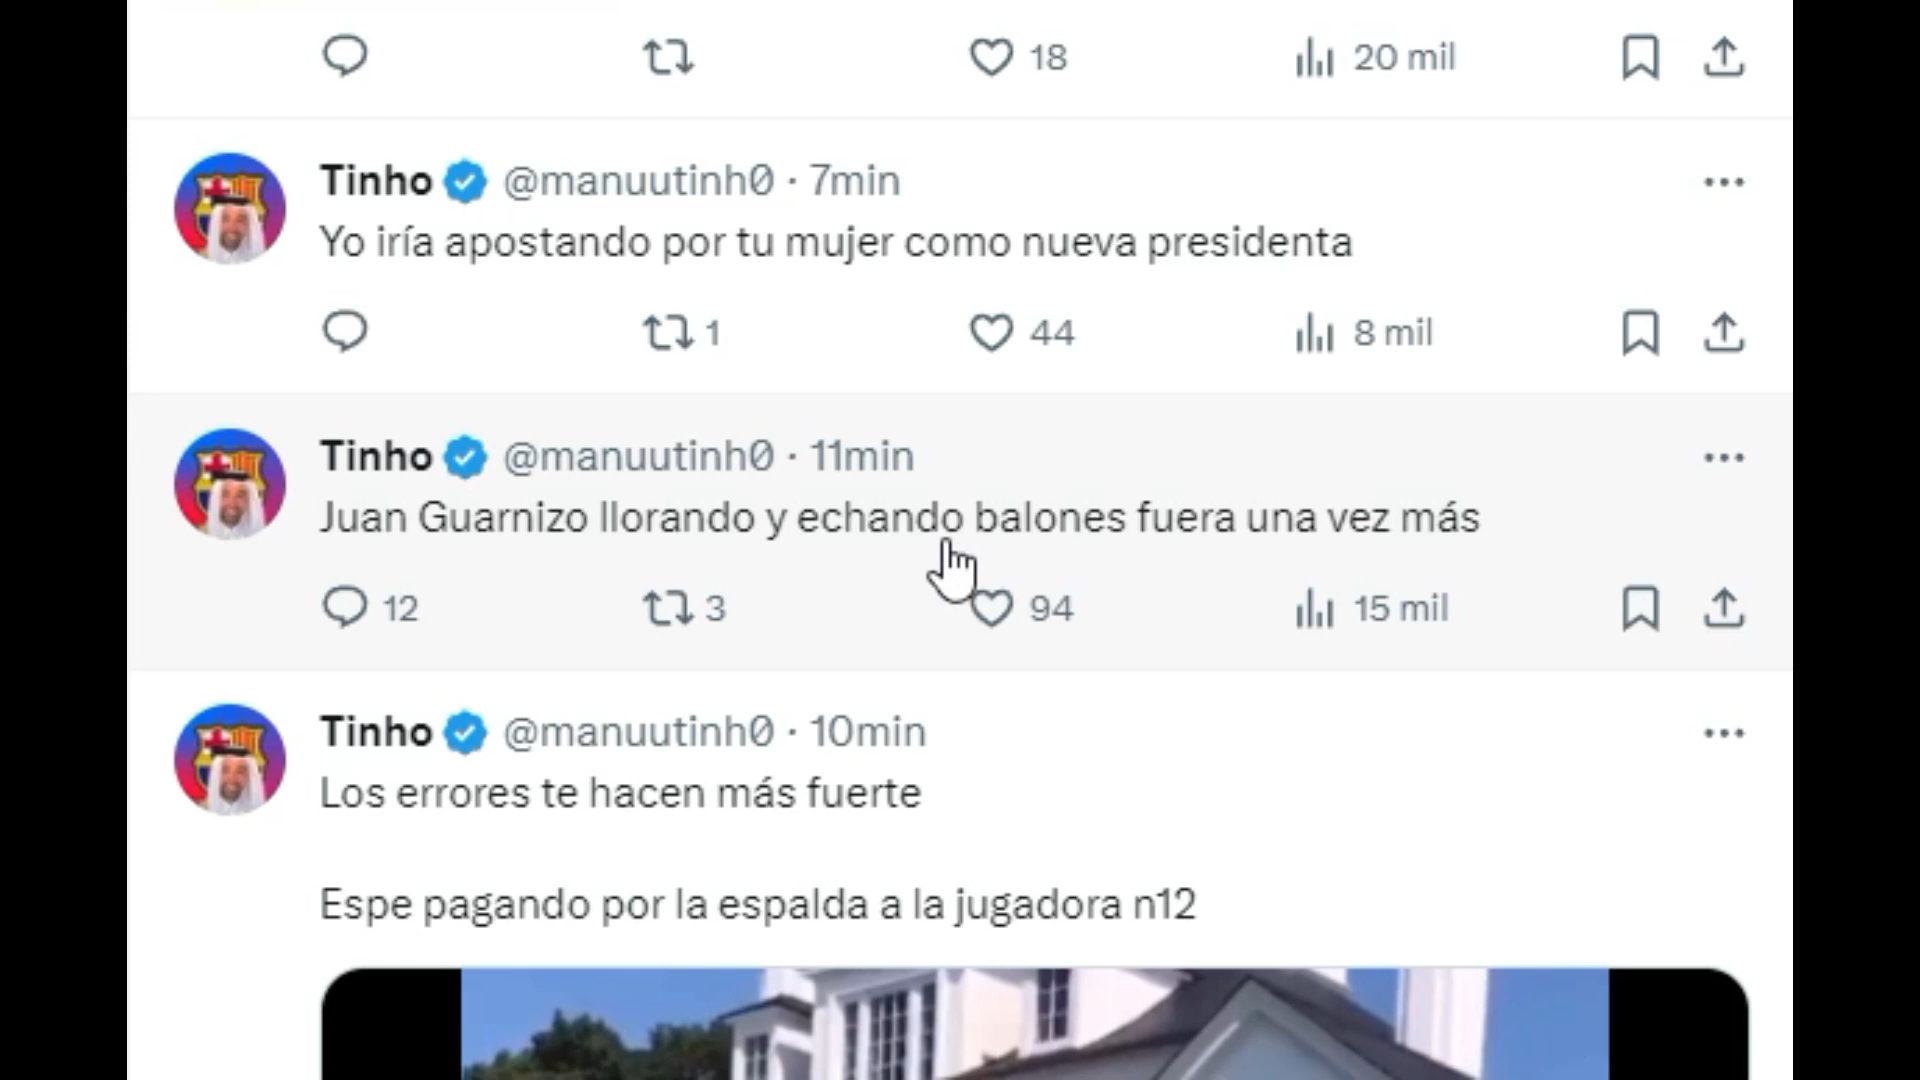 18 20 mil
Tinho @manuutinh0 · 7min
Yo iría apostando por tu mujer como nueva presidenta
1 44 8 mil
Tinho @manuutinh0 · 11min
Juan Guarnizo llorando y echando balones fuera una vez más
12 3 94 15 mil
Tinho @manuutinh0 · 10min
Los errores te hacen más fuerte
Espe pagando por la espalda a la jugadora n12